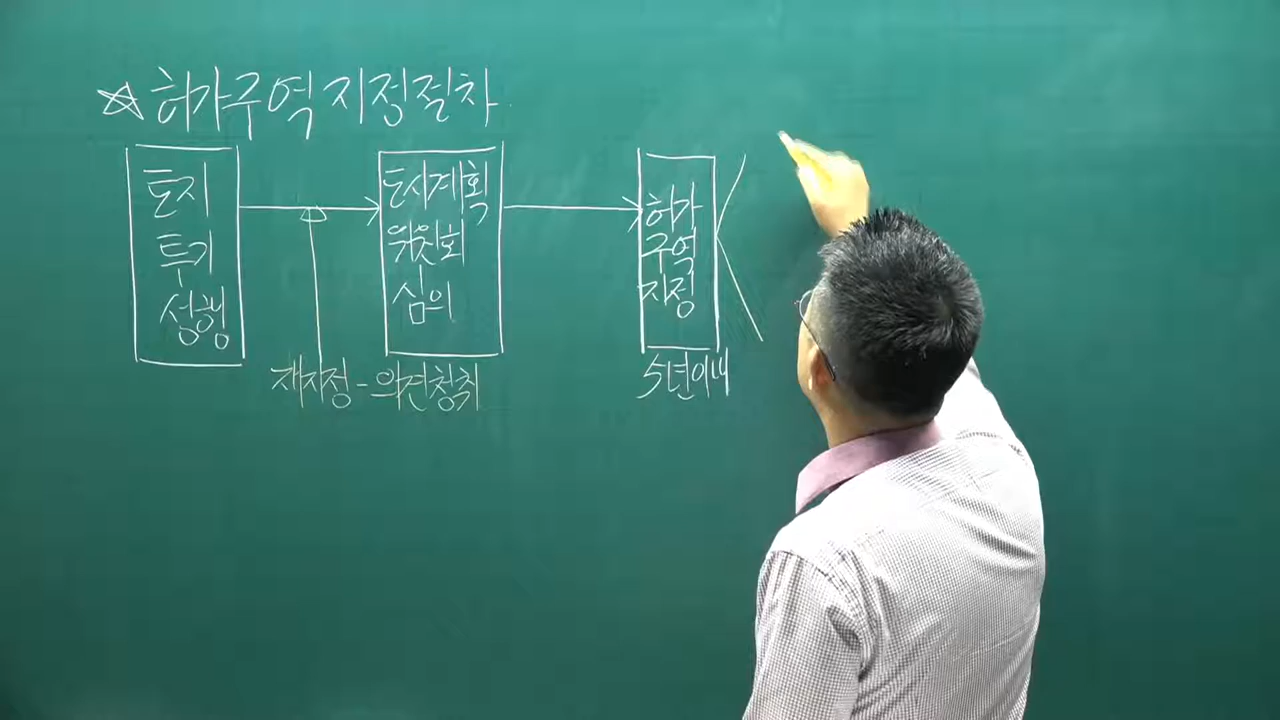 ☆ 허가구역 지정절차
토지
투기
성행
도시계획
위원회
심의
허가
구역
지정
재지정 - 의견청취
5년이내